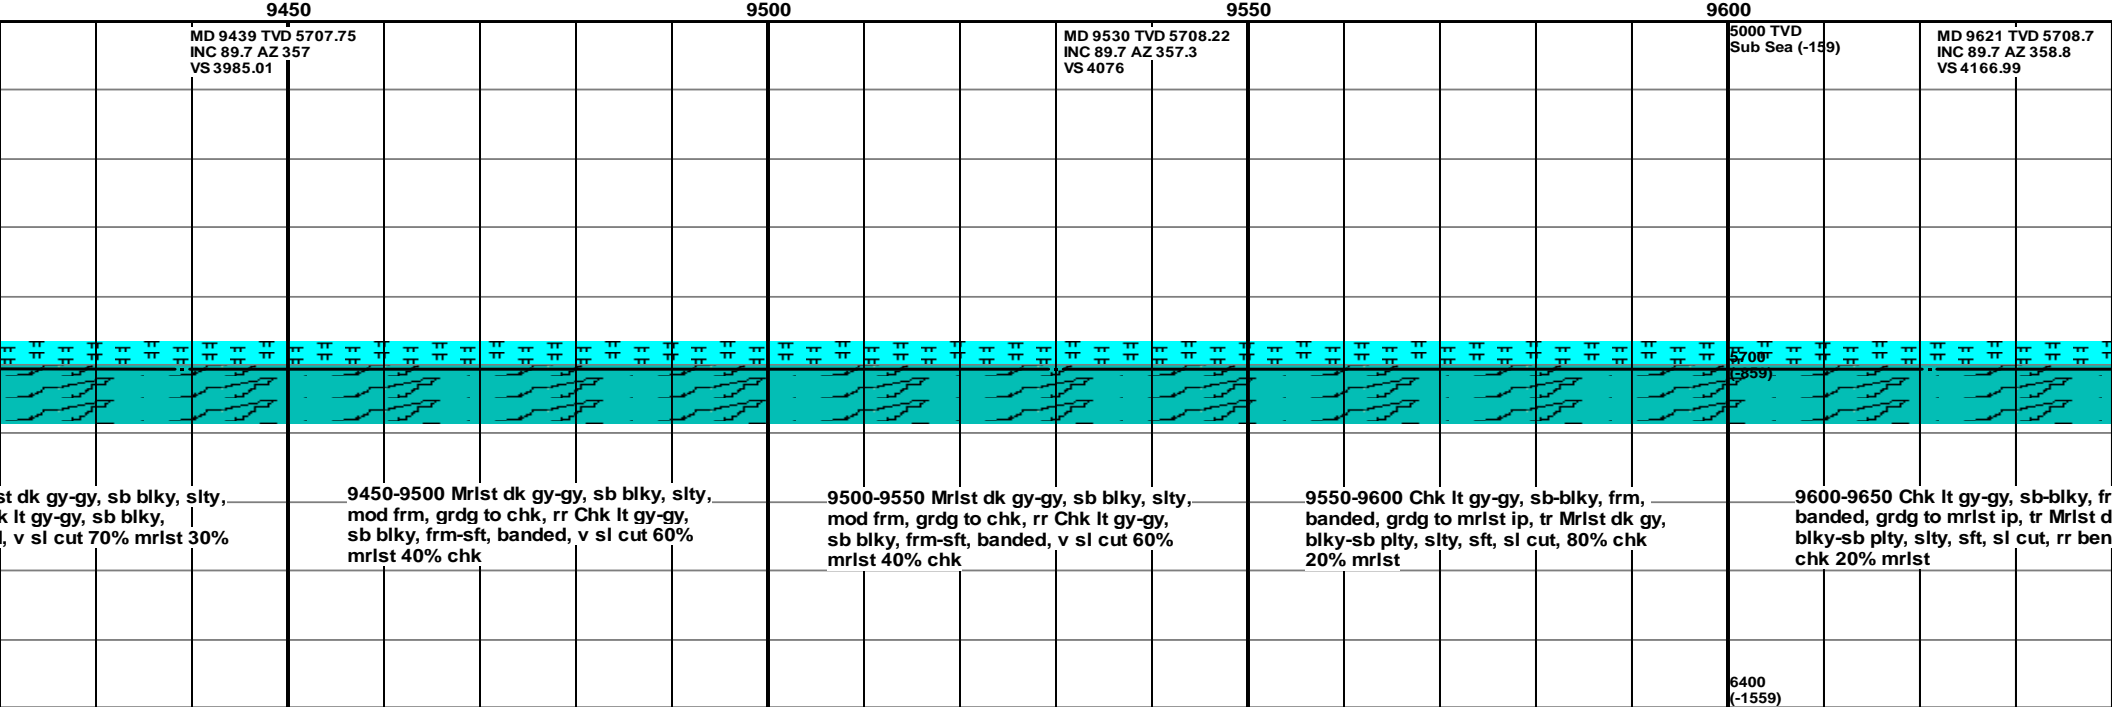 9450
9500
9550
9600
MD 9439 TVD 5707.75
INC 89.7 AZ 357
VS 3985.01
MD 9530 TVD 5708.22
INC 89.7 AZ 357.3
VS 4076
5000 TVD
Sub Sea (-159)
MD 9621 TVD 5708.7
INC 89.7 AZ 358.8
VS 4166.99
5700
(-859)
st dk gy-gy, sb blky, slty,
k lt gy-gy, sb blky,
, v sl cut 70% mrlst 30%
9450-9500 Mrlst dk gy-gy, sb blky, slty,
mod frm, grdg to chk, rr Chk lt gy-gy,
sb blky, frm-sft, banded, v sl cut 60%
mrlst 40% chk
9500-9550 Mrlst dk gy-gy, sb blky, slty,
mod frm, grdg to chk, rr Chk lt gy-gy,
sb blky, frm-sft, banded, v sl cut 60%
mrlst 40% chk
9550-9600 Chk lt gy-gy, sb-blky, frm,
banded, grdg to mrlst ip, tr Mrlst dk gy,
blky-sb plty, slty, sft, sl cut, 80% chk
20% mrlst
9600-9650 Chk lt gy-gy, sb-blky, fr
banded, grdg to mrlst ip, tr Mrlst d
blky-sb plty, slty, sft, sl cut, rr ben
chk 20% mrlst
6400
(-1559)